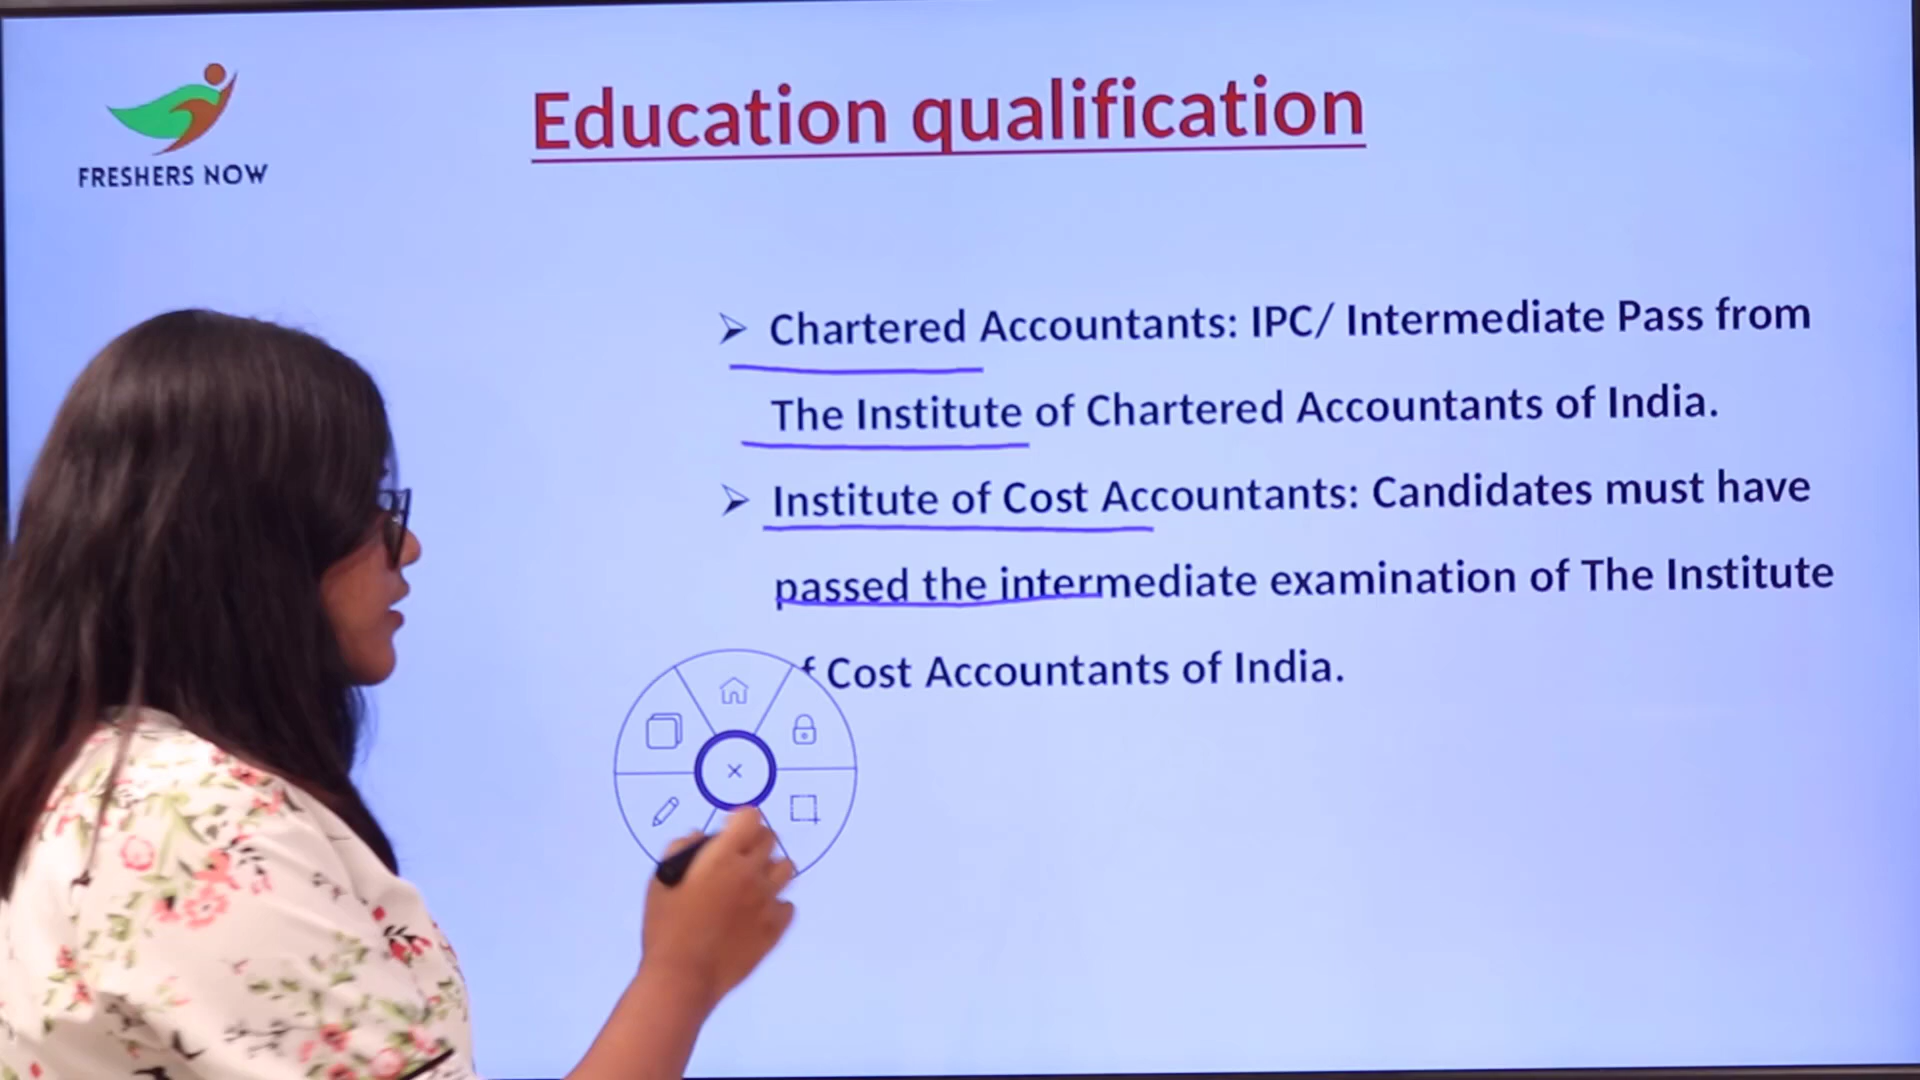 FRESHERS NOW
Education qualification
➢ Chartered Accountants: IPC/ Intermediate Pass from
The Institute of Chartered Accountants of India.
➢ Institute of Cost Accountants: Candidates must have
passed the intermediate examination of The Institute
Cost Accountants of India.